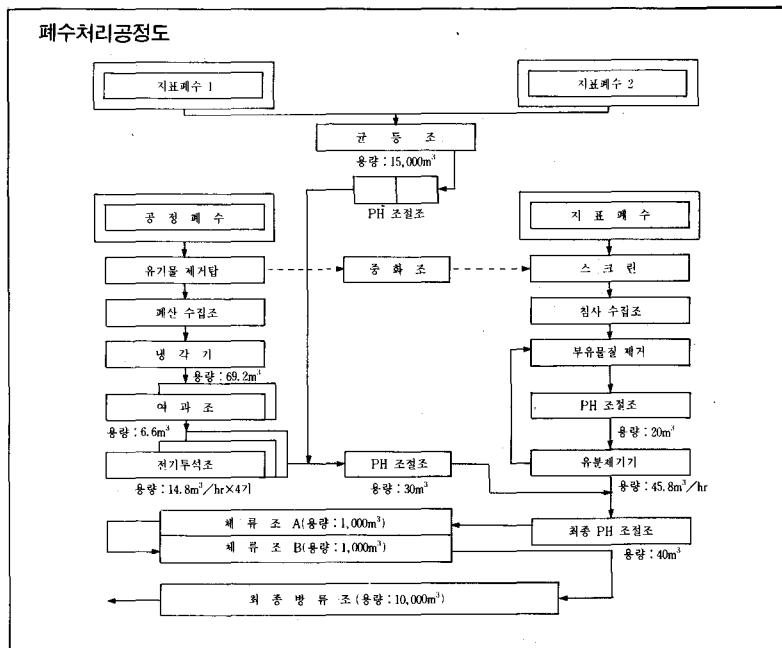 폐수처리공정도
지표폐수 1
지표폐수 2
균 등 조
용량 : 15,000m³
PH 조절조
공 정 폐 수
지 표 폐 수
유기물 제거탑
중 화 조
스 크 린
폐산 수집조
침사 수집조
냉 각 기
부유물질 제거
용량 : 69.2m³
여 과 조
PH 조절조
용량 : 6.6m³
용량 : 20m³
전기투석조
PH 조절조
유분제기기
용량 : 14.8m³/hr×4기
용량 : 30m³
용량 : 45.8m³/hr
체 류 조 A(용량 : 1,000m³)
최종 PH 조절조
체 류 조 B(용량 : 1,000m³)
용량 : 40m³
최 종 방 류 조 (용량 : 10,000m³)